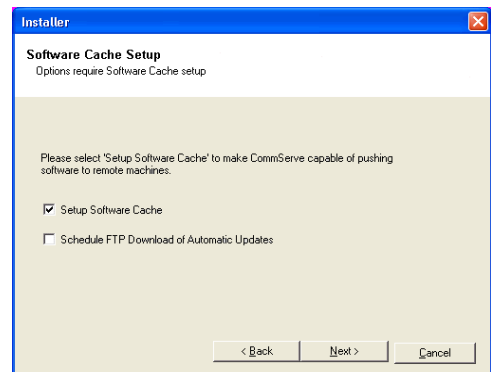 Installer
Software Cache Setup
Options require Software Cache setup
Please select 'Setup Software Cache' to make CommServe capable of pushing
software to remote machines.
Setup Software Cache
Schedule FTP Download of Automatic Updates
< Back
Next >
Cancel